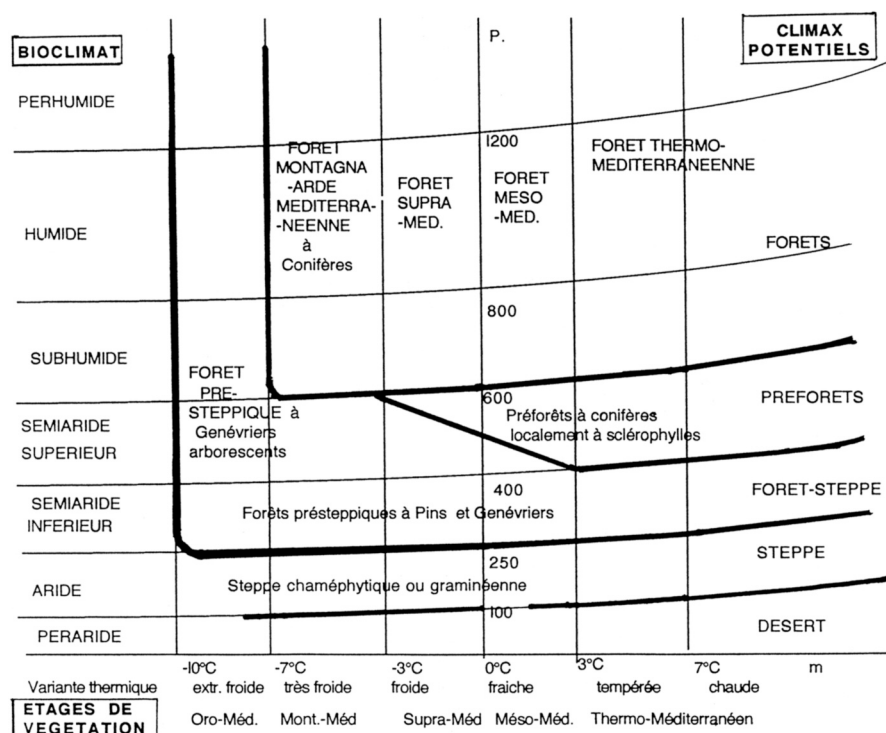 BIOCLIMAT
P.
CLIMAX
POTENTIELS
PERHUMIDE
1200
FORET
MONTAGNA
-ARDE
MEDITERRA-
-NEENNE
à
Conifères
FORET
SUPRA
-MED.
FORET
MESO
-MED.
FORET THERMO-
MEDITERRANEENNE
HUMIDE
FORETS
800
SUBHUMIDE
FORET
PRE-
STEPPIQUE à
Genévriers
arborescents
600
PREFORETS
SEMIARIDE
SUPERIEUR
Préforêts à conifères
localement à sclérophylles
400
FORET-STEPPE
SEMIARIDE
INFERIEUR
Forêts présteppiques à Pins et Genévriers
250
STEPPE
Steppe chaméphytique ou graminéenne
ARIDE
100
PERARIDE
DESERT
-10°C -7°C -3°C 0°C 3°C 7°C m
Variante thermique extr. froide très froide froide fraiche tempérée chaude
ETAGES DE
VEGETATION
Oro-Méd. Mont.-Méd Supra-Méd Méso-Méd. Thermo-Méditerranéen